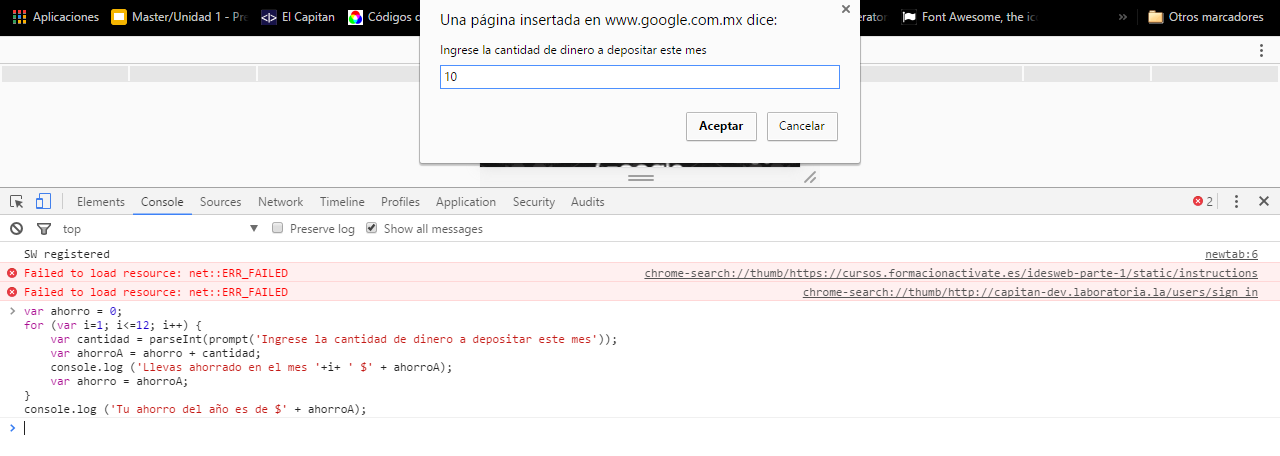 Aplicaciones Master/Unidad 1 - Pre El Capitan Códigos d erator Font Awesome, the ico » Otros marcadores
Una página insertada en www.google.com.mx dice:
Ingrese la cantidad de dinero a depositar este mes
10
Aceptar Cancelar
Elements Console Sources Network Timeline Profiles Application Security Audits 2
top Preserve log Show all messages
SW registered newtab:6
Failed to load resource: net::ERR_FAILED chrome-search://thumb/https://cursos.formacionactivate.es/idesweb-parte-1/static/instructions
Failed to load resource: net::ERR_FAILED chrome-search://thumb/http://capitan-dev.laboratoria.la/users/sign_in
> var ahorro = 0;
for (var i=1; i<=12; i++) {
var cantidad = parseInt(prompt('Ingrese la cantidad de dinero a depositar este mes'));
var ahorroA = ahorro + cantidad;
console.log ('Llevas ahorrado en el mes '+i+ ' $' + ahorroA);
var ahorro = ahorroA;
}
console.log ('Tu ahorro del año es de $' + ahorroA);
>